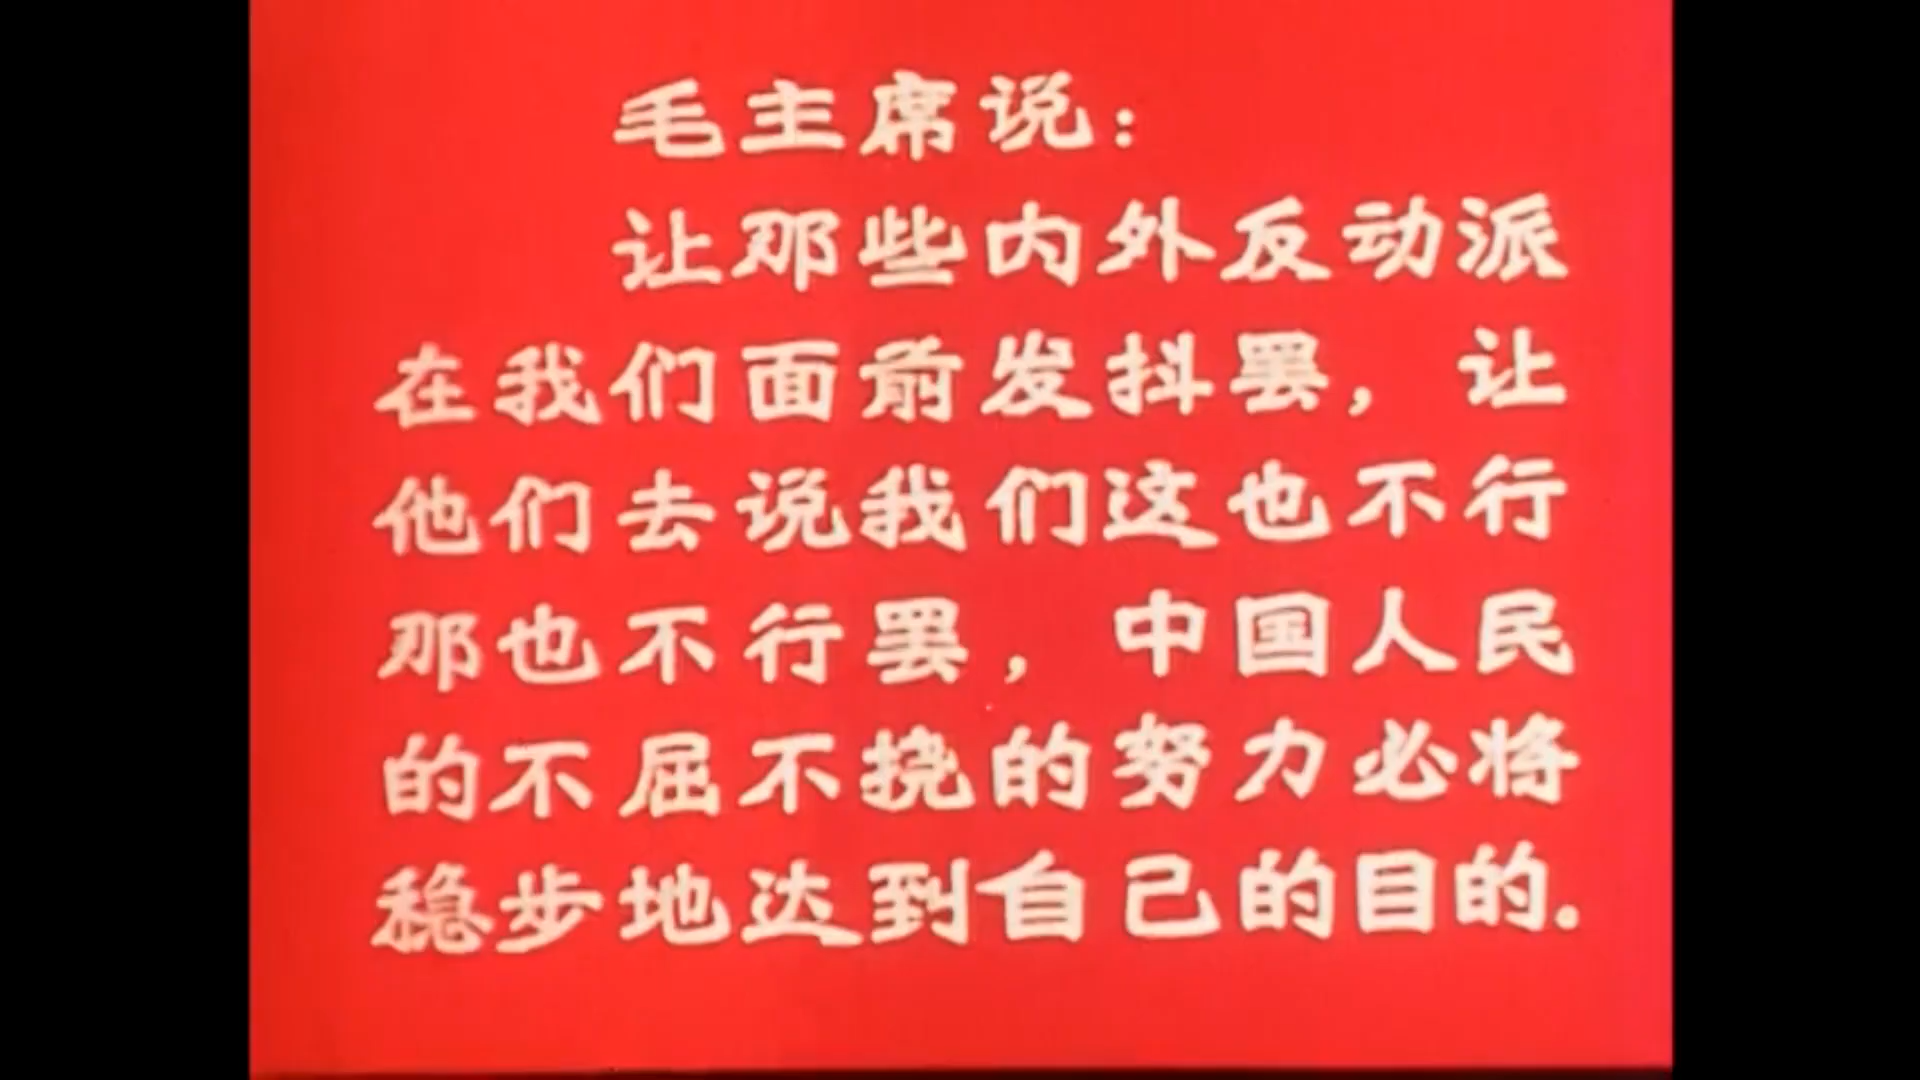 毛主席说：
让那些内外反动派
在我们面前发抖罢，让
他们去说我们这也不行
那也不行罢，中国人民
的不屈不挠的努力必将
稳步地达到自己的目的.